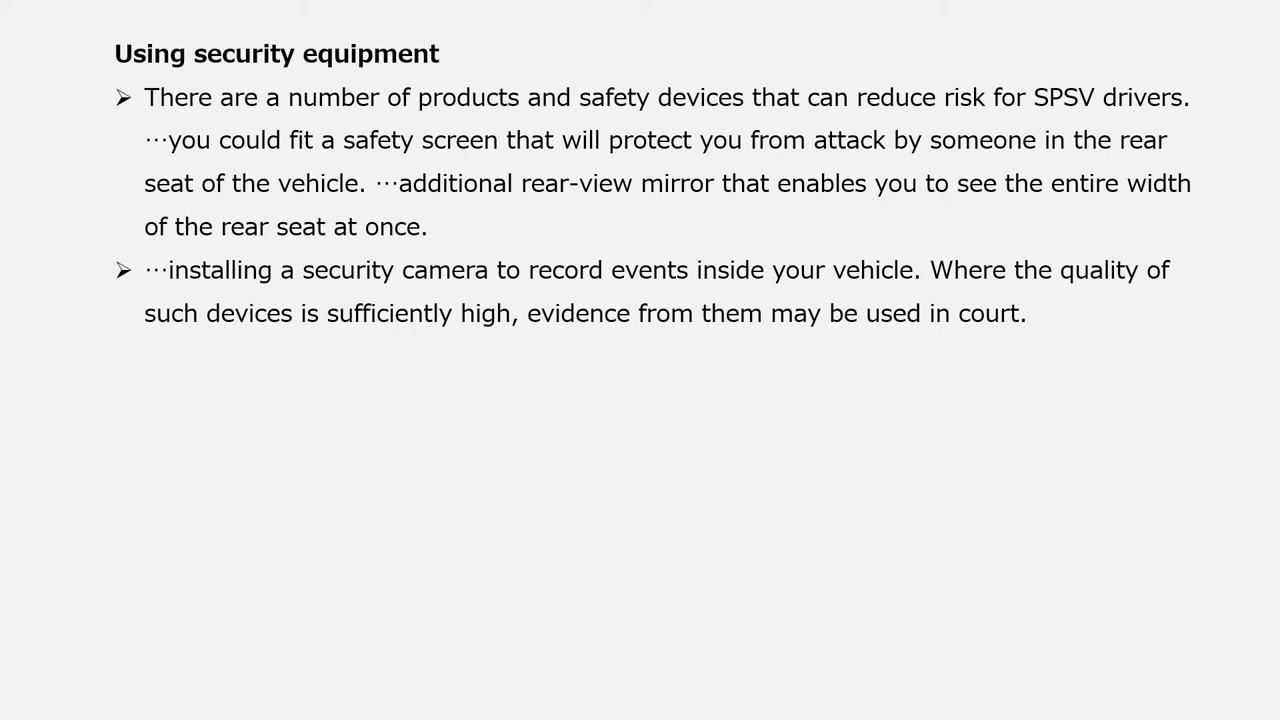 Using security equipment
➢ There are a number of products and safety devices that can reduce risk for SPSV drivers.
⋯you could fit a safety screen that will protect you from attack by someone in the rear
seat of the vehicle. ⋯additional rear-view mirror that enables you to see the entire width
of the rear seat at once.
➢ ⋯installing a security camera to record events inside your vehicle. Where the quality of
such devices is sufficiently high, evidence from them may be used in court.